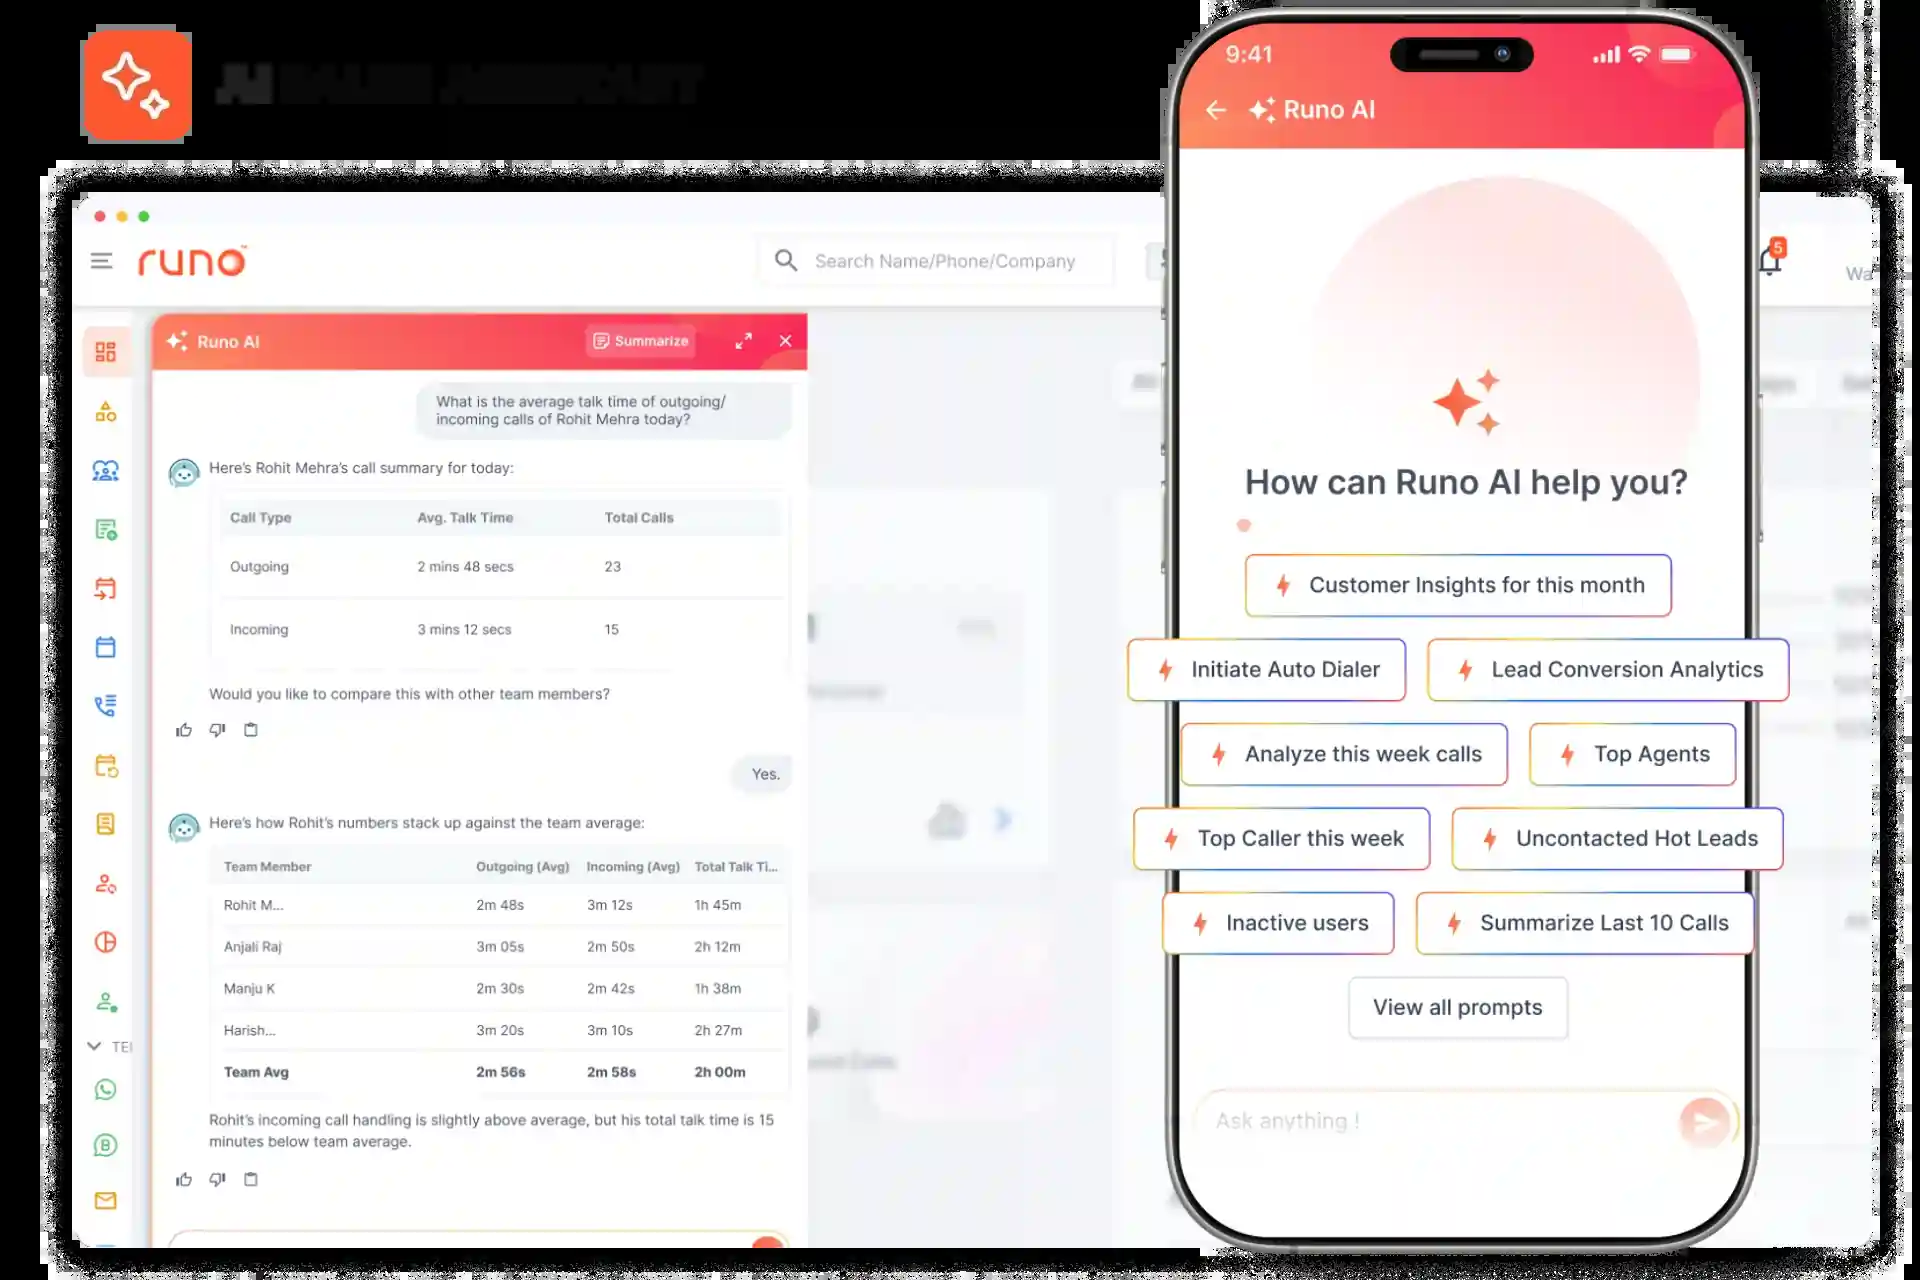 AI
runo
Search Name/Phone/Company
5
Wa
Runo AI
Summarize
What is the average talk time of outgoing/
incoming calls of Rohit Mehra today?
Here's Rohit Mehra's call summary for today:
Call Type Avg. Talk Time Total Calls
Outgoing 2 mins 48 secs 23
Incoming 3 mins 12 secs 15
Would you like to compare this with other team members?
Yes.
Here's how Rohit's numbers stack up against the team average:
Team Member Outgoing (Avg) Incoming (Avg) Total Talk Ti...
Rohit M... 2m 48s 3m 12s 1h 45m
Anjali Raj 3m 05s 2m 50s 2h 12m
Manju K 2m 30s 2m 42s 1h 38m
Harish... 3m 20s 3m 10s 2h 27m
Team Avg 2m 56s 2m 58s 2h 00m
Rohit's incoming call handling is slightly above average, but his total talk time is 15
minutes below team average.
TE
B
9:41
Runo AI
How can Runo AI help you?
Customer Insights for this month
Initiate Auto Dialer
Lead Conversion Analytics
Analyze this week calls
Top Agents
Top Caller this week
Uncontacted Hot Leads
Inactive users
Summarize Last 10 Calls
View all prompts
Ask anything !